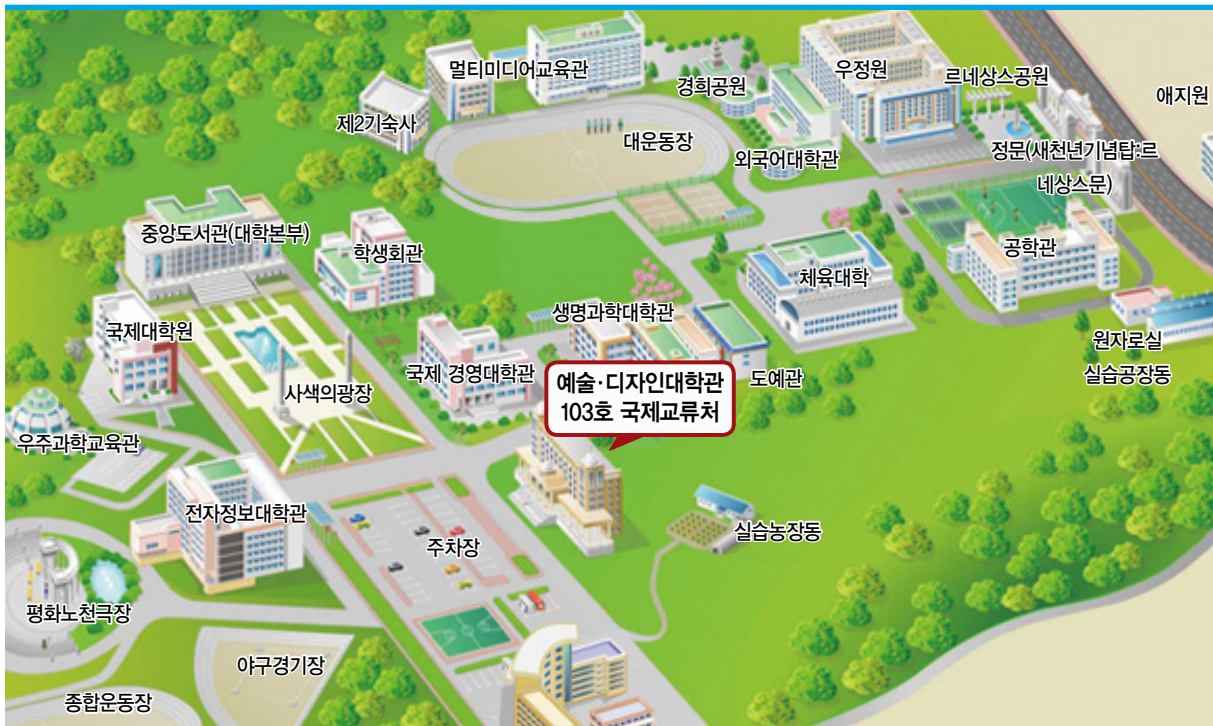 멀티미디어교육관
경희공원
우정원
르네상스공원
애지원
제2기숙사
대운동장
외국어대학관
정문(새천년기념탑:르
네상스문)
중앙도서관(대학본부)
학생회관
체육대학
공학관
국제대학원
생명과학대학관
원자로실
실습공장동
사색의광장
국제 경영대학관
도예관
예술·디자인대학관
103호 국제교류처
우주과학교육관
전자정보대학관
주차장
실습농장동
평화노천극장
야구경기장
종합운동장